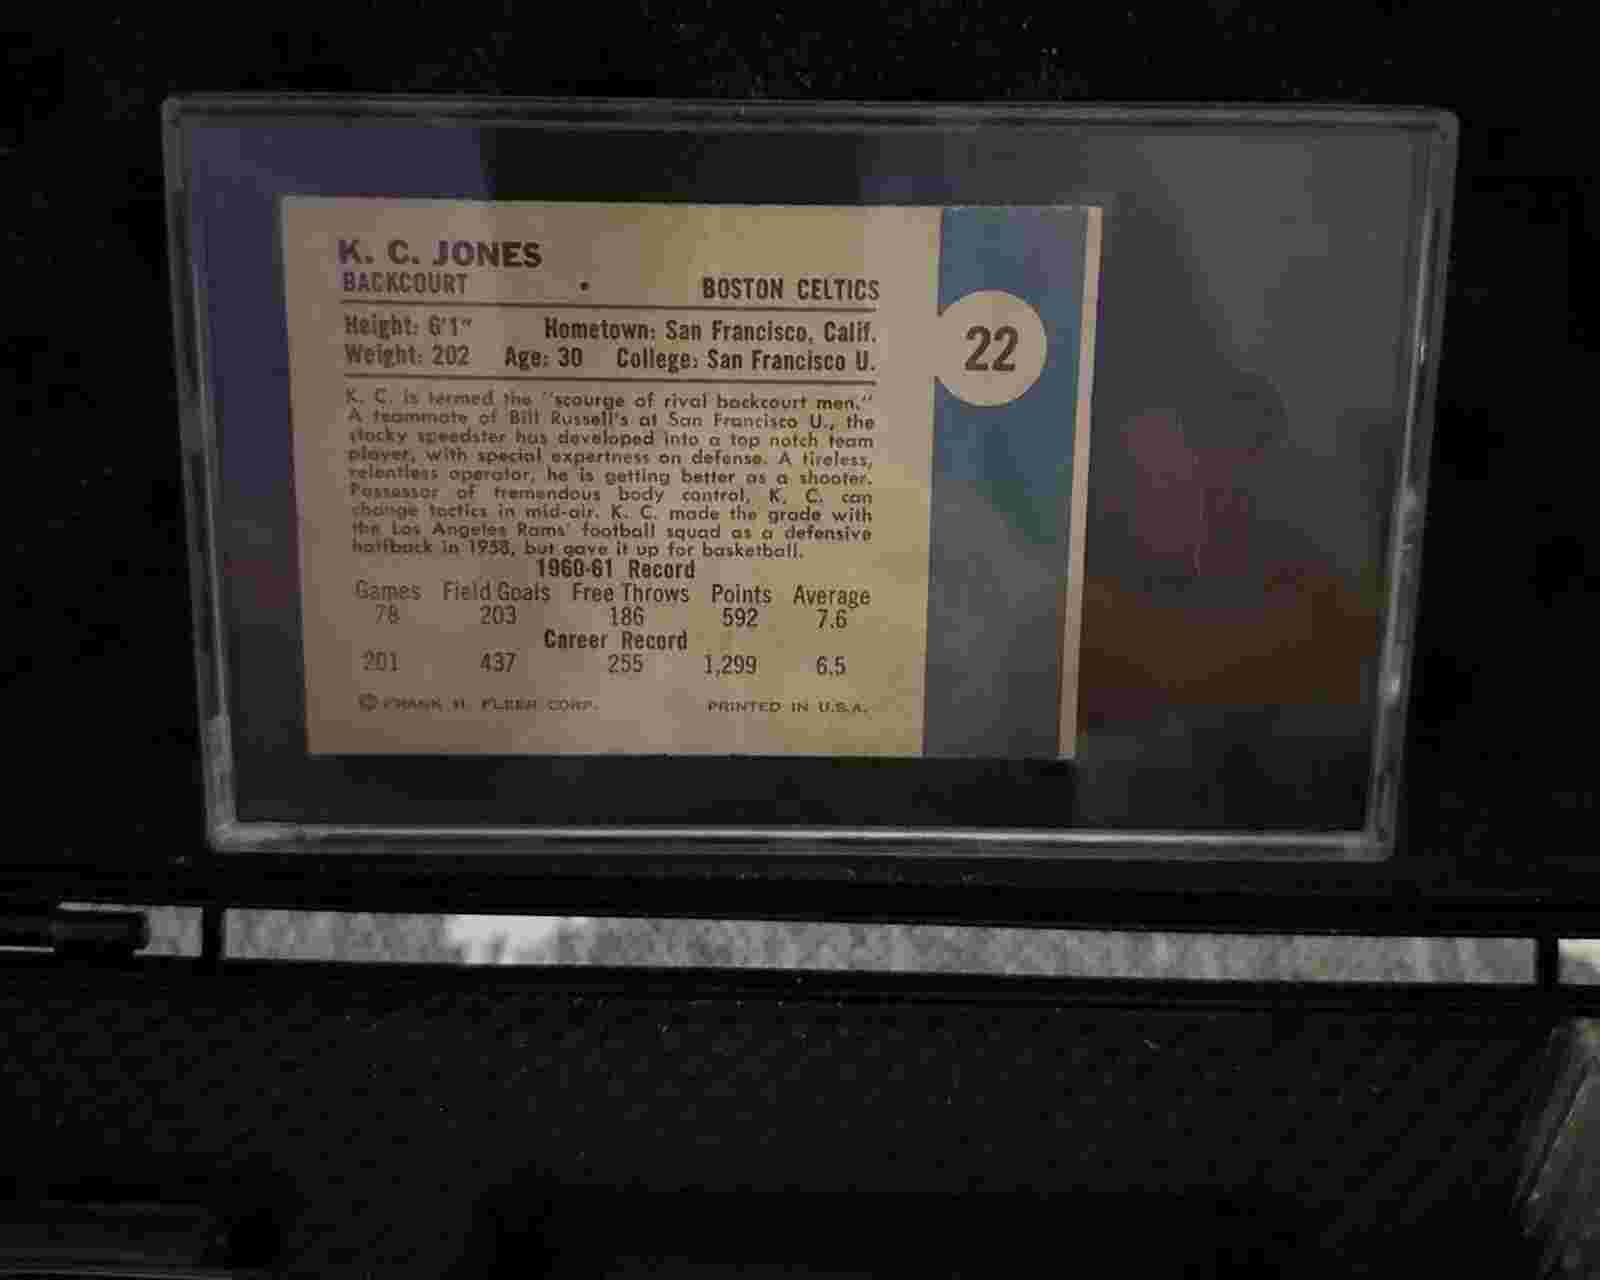 K. C. JONES
BACKCOURT • BOSTON CELTICS
Height: 6'1" Hometown: San Francisco, Calif.
Weight: 202 Age: 30 College: San Francisco U.
22
K. C. is termed the "scourge of rival backcourt men."
A teammate of Bill Russell's at San Francisco U., the
stocky speedster has developed into a top notch team
player, with special expertness on defense. A tireless,
relentless operator, he is getting better as a shooter.
Possessor of tremendous body control, K. C. can
change tactics in mid-air. K. C. made the grade with
the Los Angeles Rams' football squad as a defensive
halfback in 1958, but gave it up for basketball.
1960-61 Record
Games Field Goals Free Throws Points Average
78 203 186 592 7.6
Career Record
201 437 255 1,299 6.5
© FRANK H. FLEER CORP. PRINTED IN U.S.A.